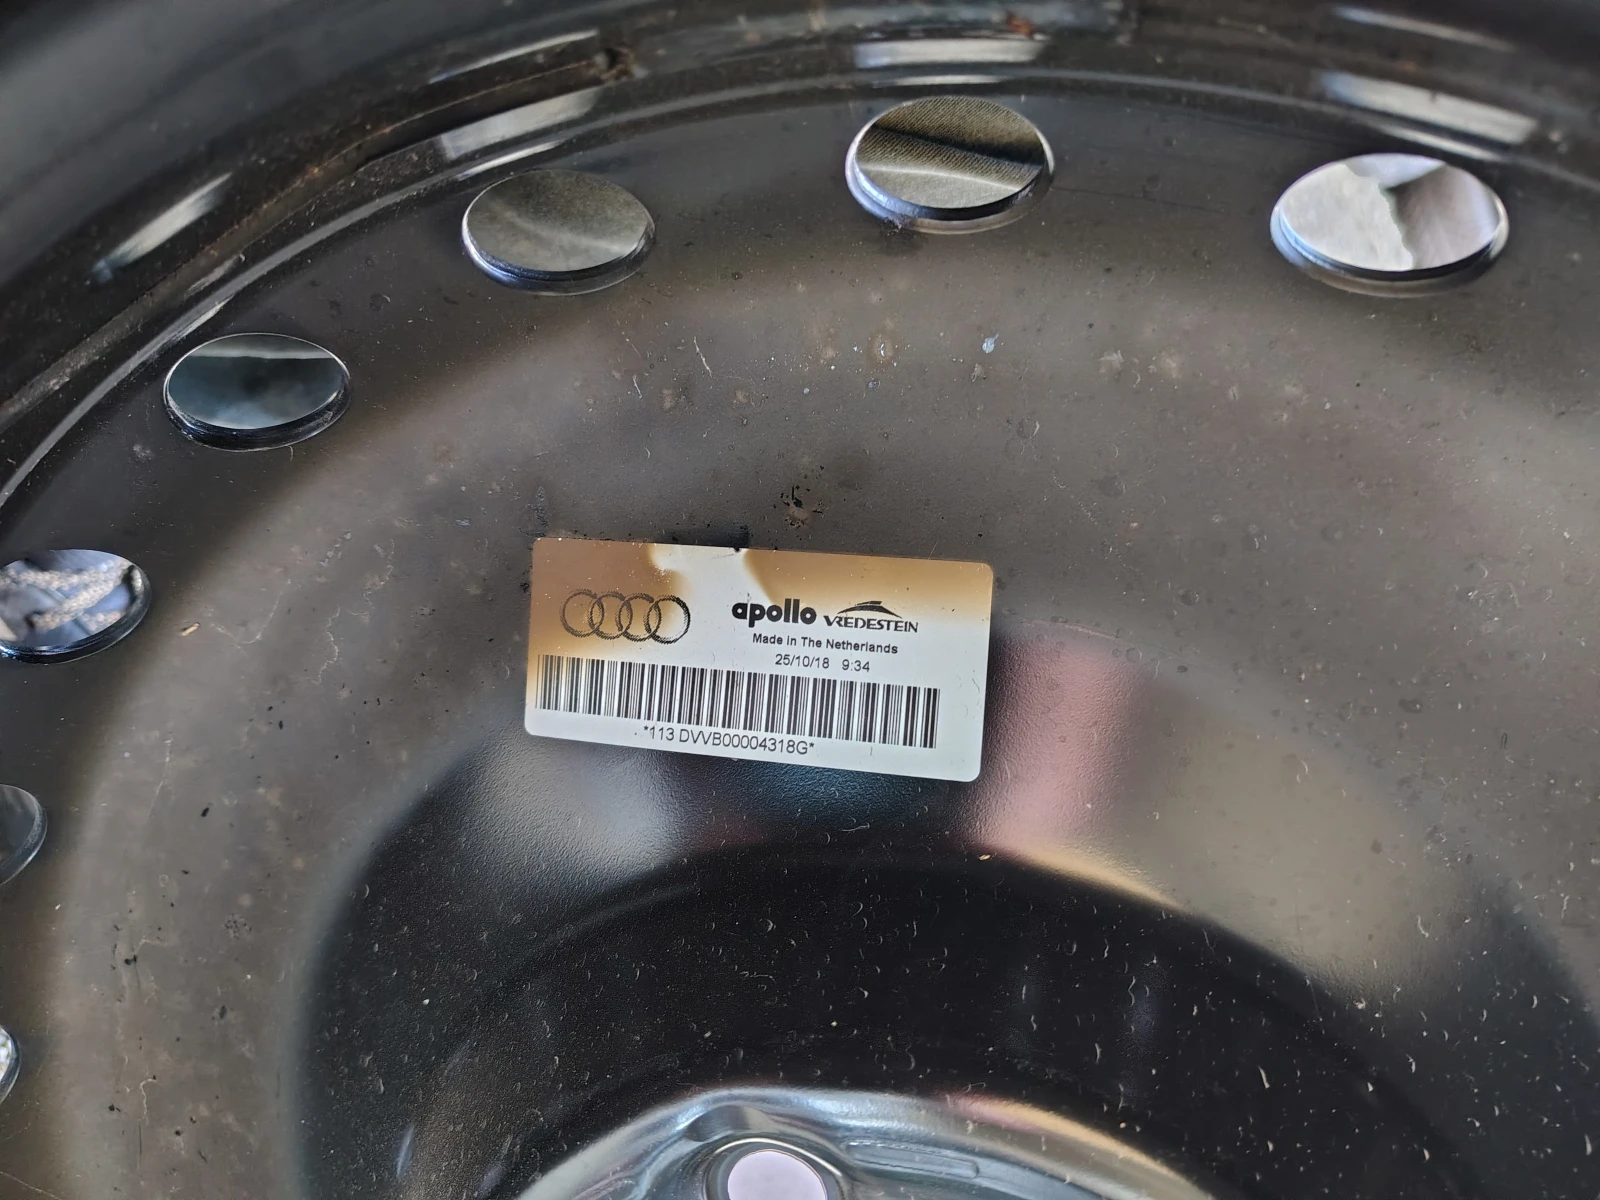 apollo VREDESTEIN
Made in The Netherlands
25/10/18 9:34
*113 DVVB00004318G*